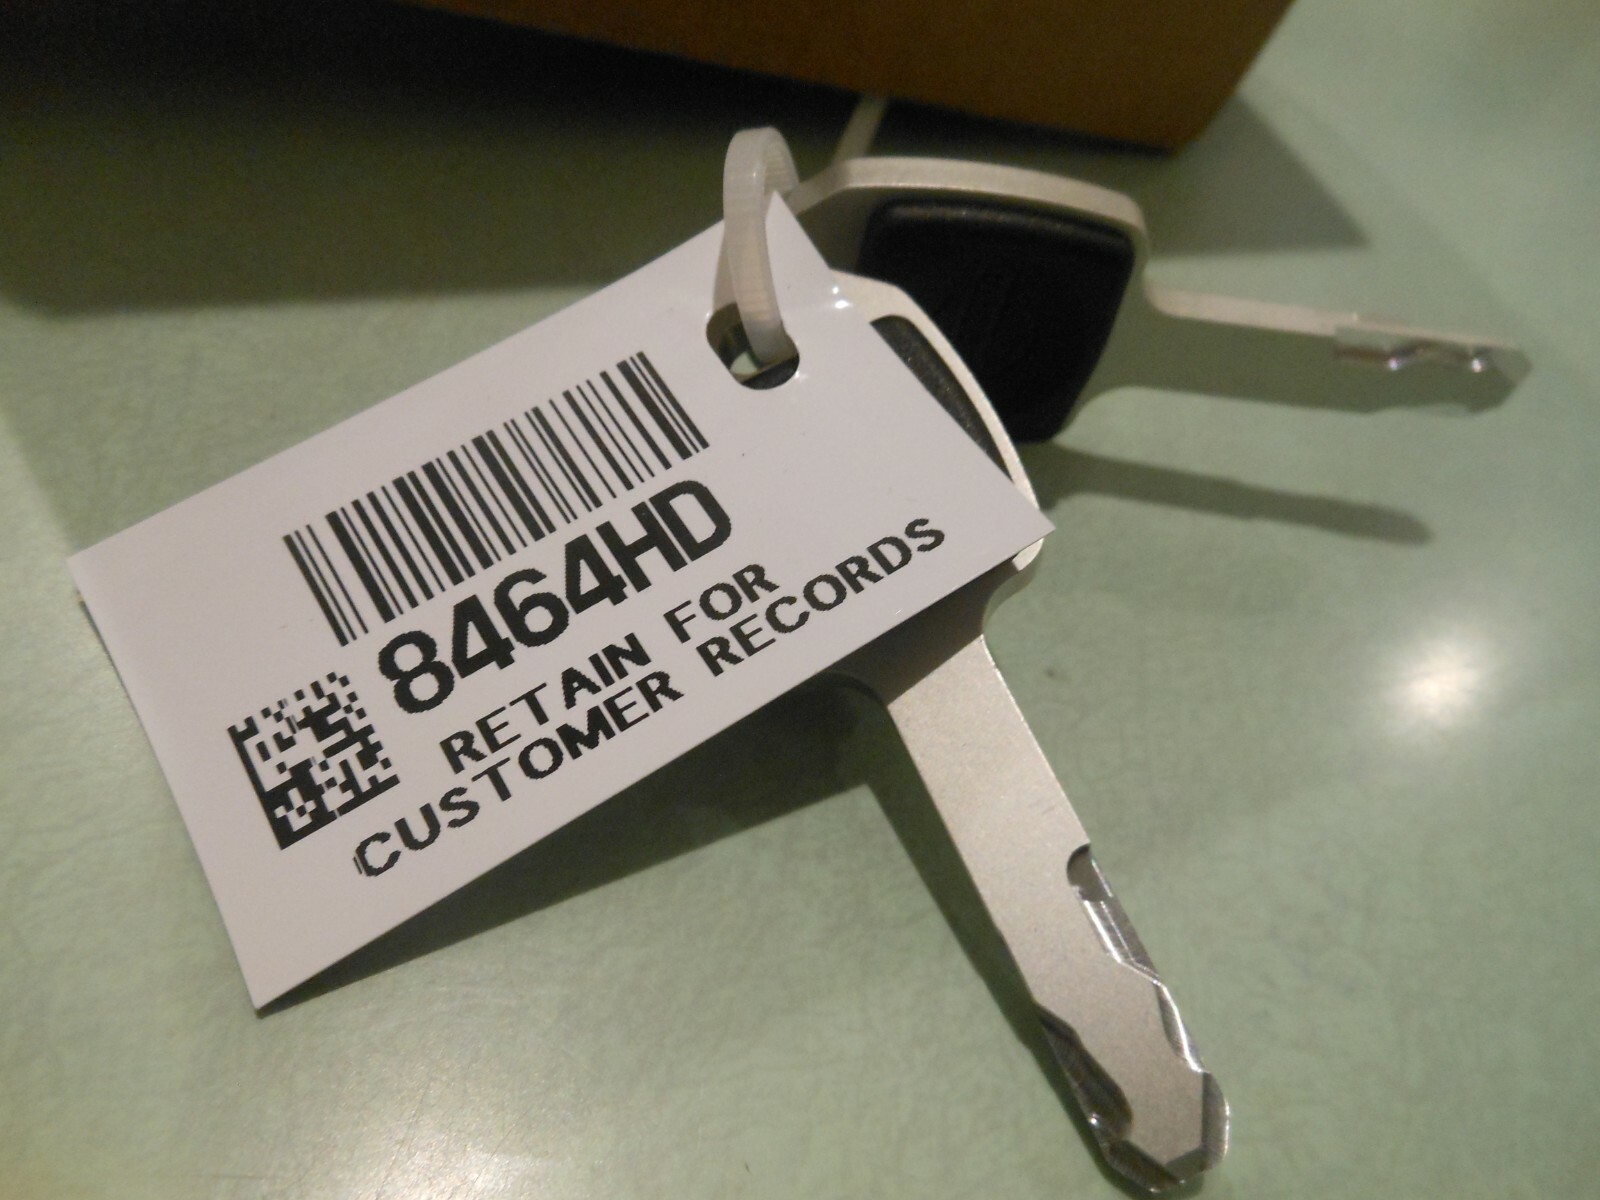 8464HD
RETAIN FOR
CUSTOMER RECORDS